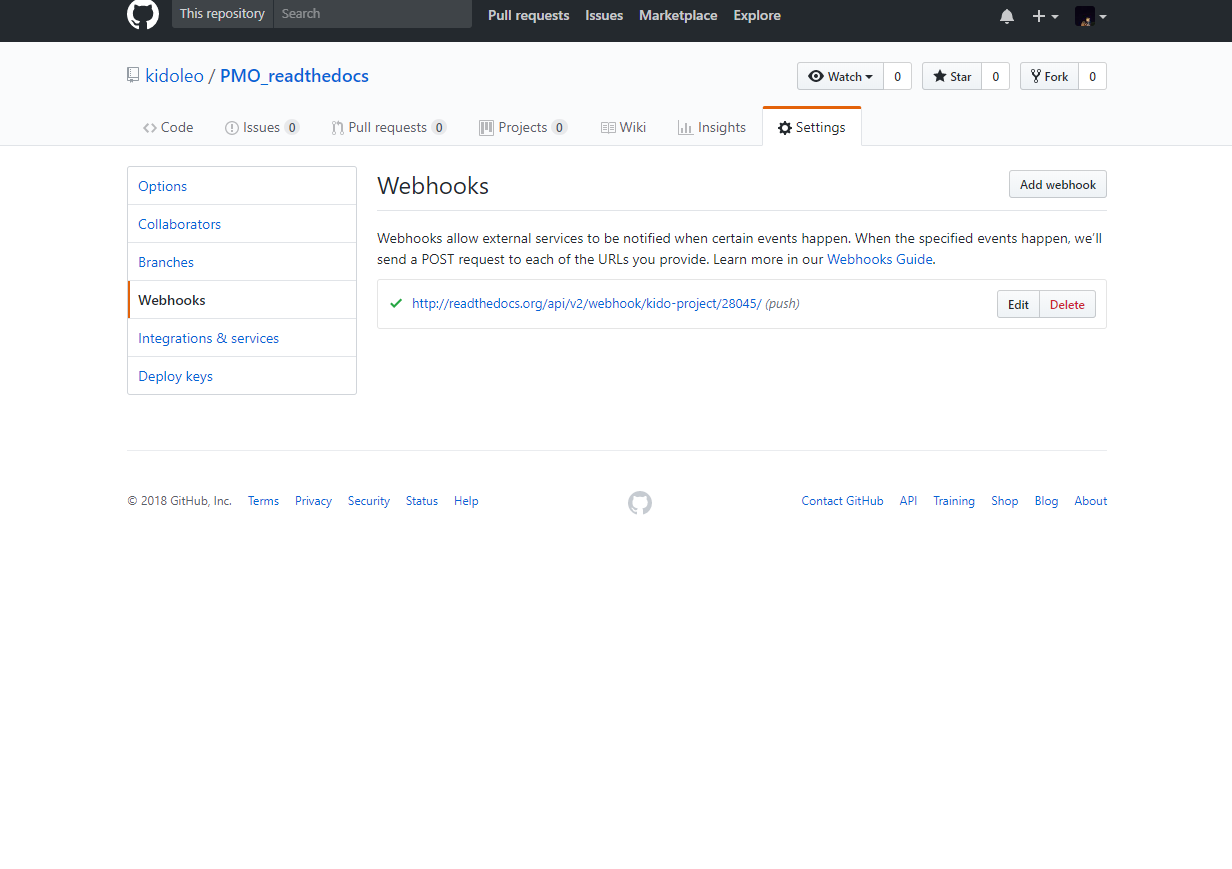 This repository Search Pull requests Issues Marketplace Explore
kidoleo / PMO_readthedocs Watch 0 Star 0 Fork 0
Code Issues 0 Pull requests 0 Projects 0 Wiki Insights Settings
Options
Collaborators
Branches
Webhooks
Integrations & services
Deploy keys
Webhooks Add webhook
Webhooks allow external services to be notified when certain events happen. When the specified events happen, we'll
send a POST request to each of the URLs you provide. Learn more in our Webhooks Guide.
http://readthedocs.org/api/v2/webhook/kido-project/28045/ (push) Edit Delete
© 2018 GitHub, Inc. Terms Privacy Security Status Help Contact GitHub API Training Shop Blog About